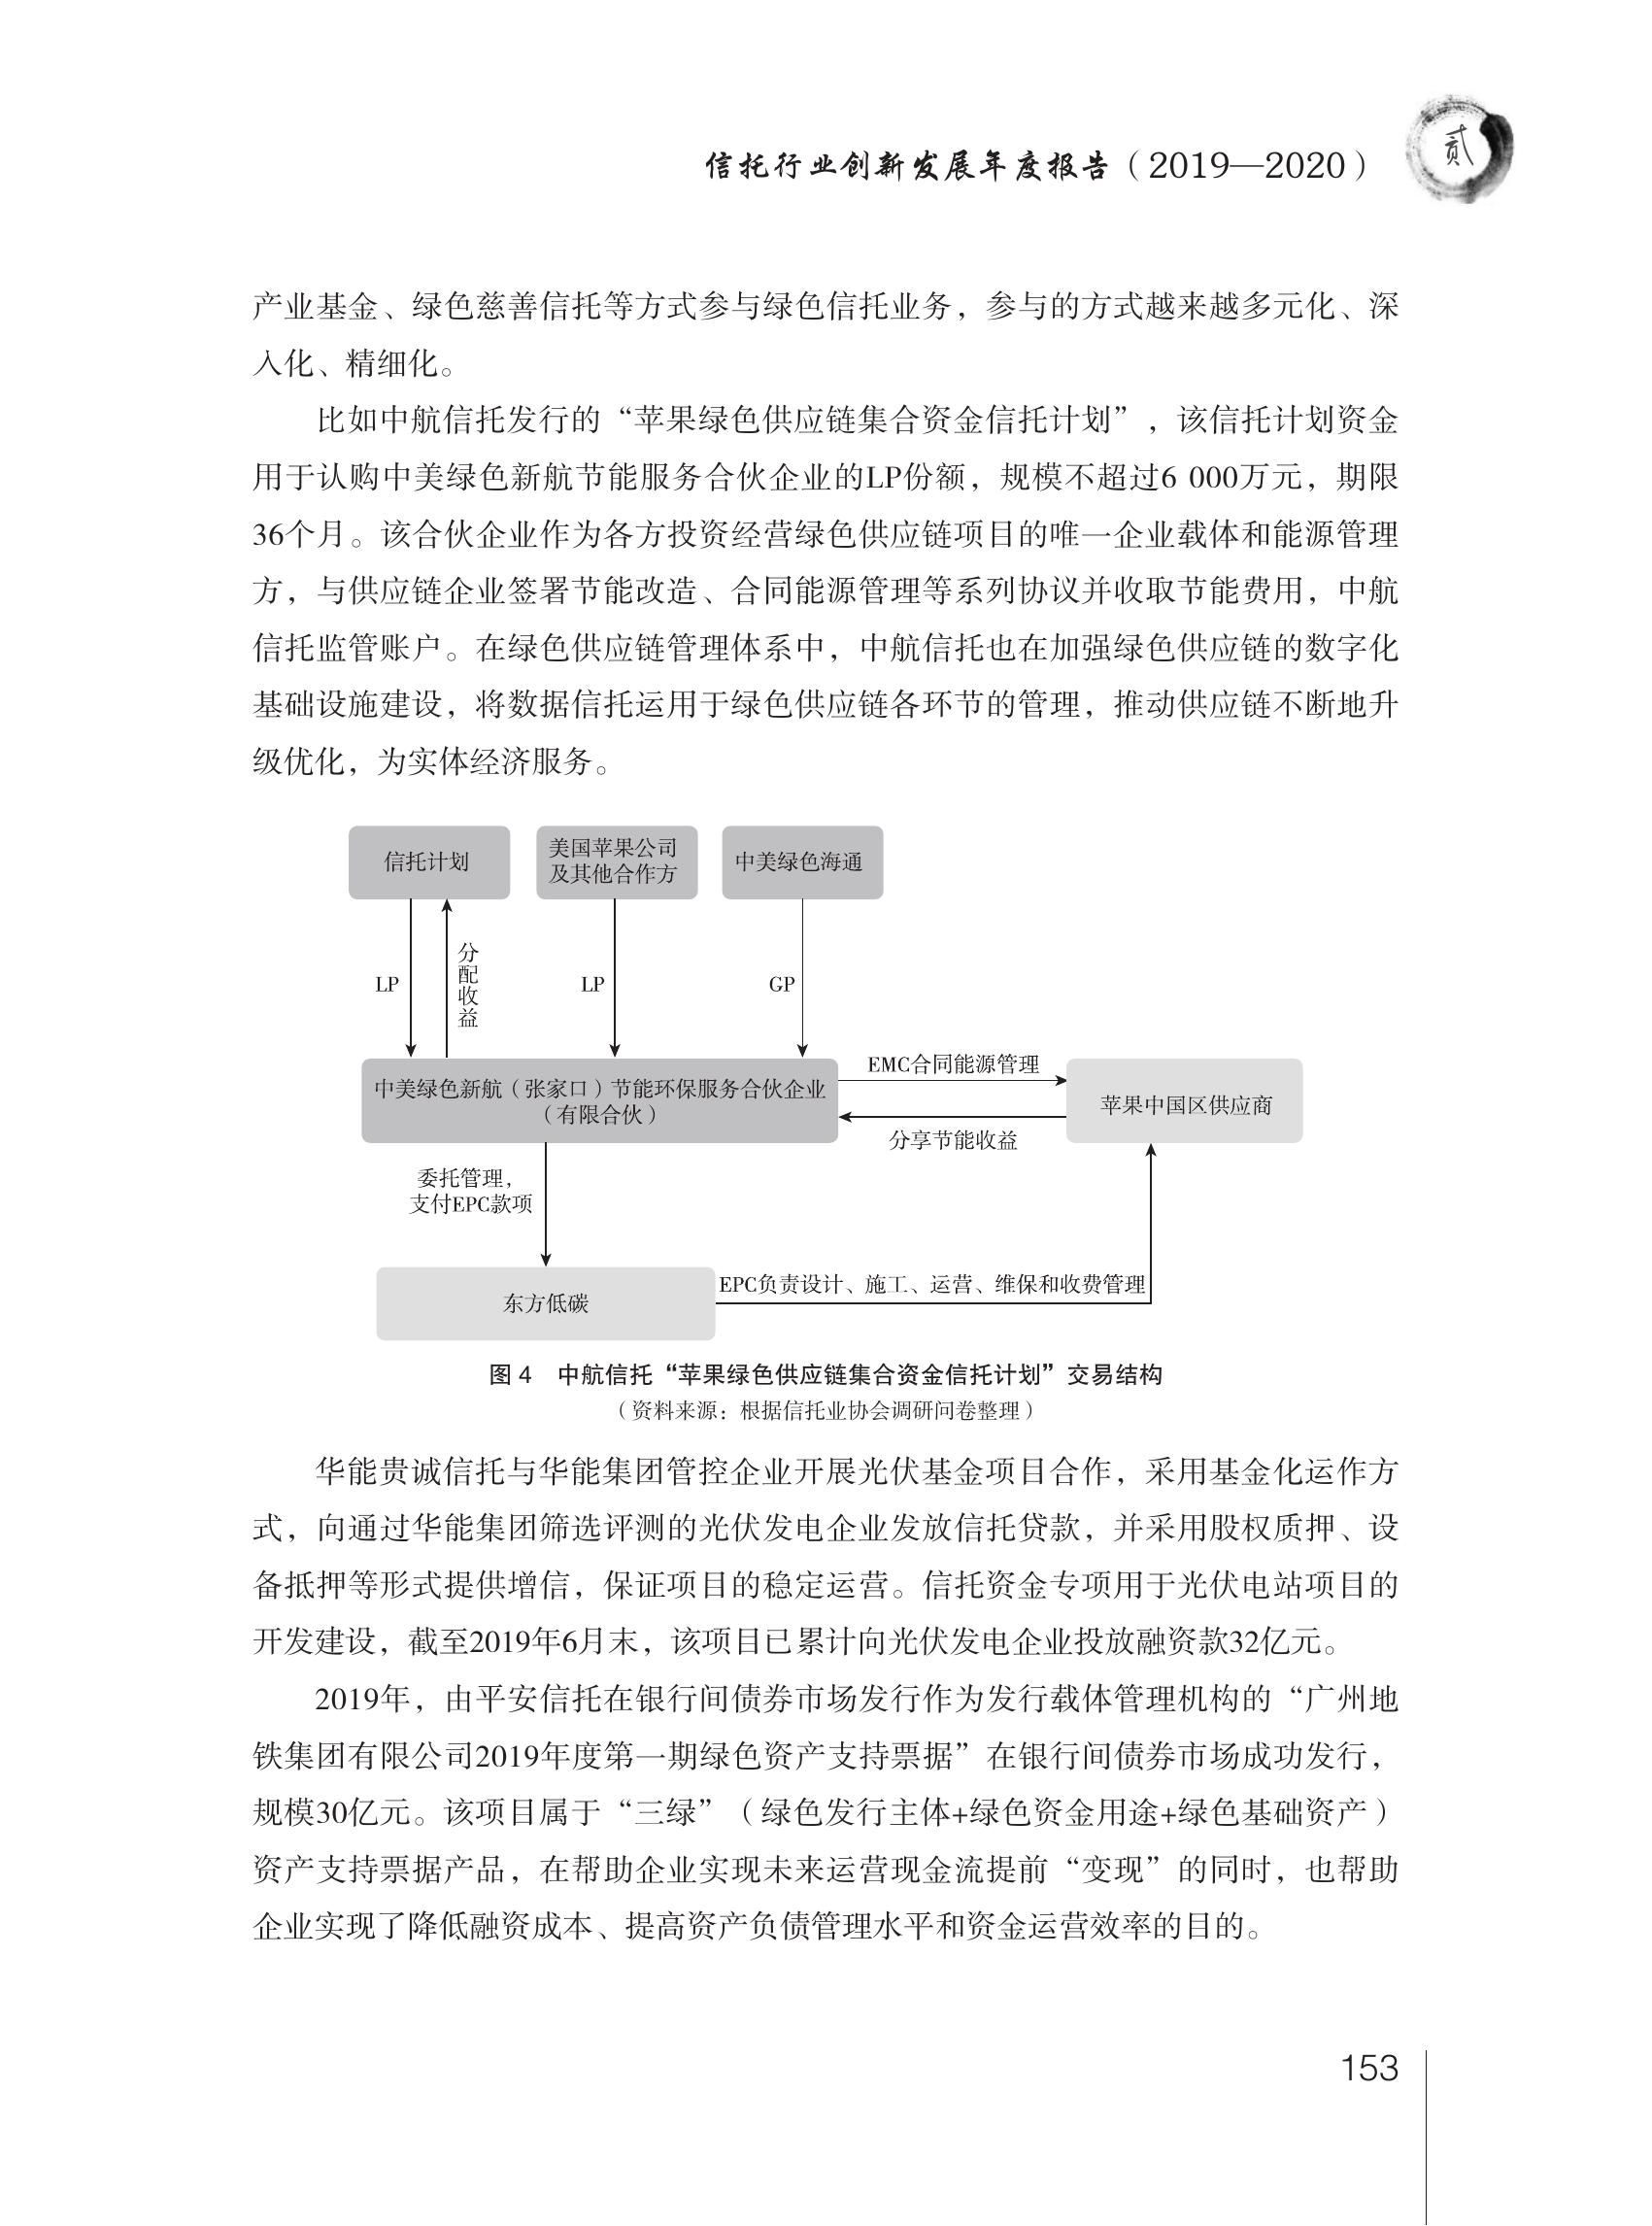 信托行业创新发展年度报告（2019—2020）
贰
产业基金、绿色慈善信托等方式参与绿色信托业务，参与的方式越来越多元化、深
入化、精细化。
比如中航信托发行的“苹果绿色供应链集合资金信托计划”，该信托计划资金
用于认购中美绿色新航节能服务合伙企业的LP份额，规模不超过6 000万元，期限
36个月。该合伙企业作为各方投资经营绿色供应链项目的唯一企业载体和能源管理
方，与供应链企业签署节能改造、合同能源管理等系列协议并收取节能费用，中航
信托监管账户。在绿色供应链管理体系中，中航信托也在加强绿色供应链的数字化
基础设施建设，将数据信托运用于绿色供应链各环节的管理，推动供应链不断地升
级优化，为实体经济服务。
信托计划
美国苹果公司
及其他合作方
中美绿色海通
LP
分配收益
LP
GP
中美绿色新航（张家口）节能环保服务合伙企业
（有限合伙）
EMC合同能源管理
分享节能收益
苹果中国区供应商
委托管理，
支付EPC款项
东方低碳
EPC负责设计、施工、运营、维保和收费管理
图 4　中航信托“苹果绿色供应链集合资金信托计划”交易结构
（资料来源：根据信托业协会调研问卷整理）
华能贵诚信托与华能集团管控企业开展光伏基金项目合作，采用基金化运作方
式，向通过华能集团筛选评测的光伏发电企业发放信托贷款，并采用股权质押、设
备抵押等形式提供增信，保证项目的稳定运营。信托资金专项用于光伏电站项目的
开发建设，截至2019年6月末，该项目已累计向光伏发电企业投放融资款32亿元。
2019年，由平安信托在银行间债券市场发行作为发行载体管理机构的“广州地
铁集团有限公司2019年度第一期绿色资产支持票据”在银行间债券市场成功发行，
规模30亿元。该项目属于“三绿”（绿色发行主体+绿色资金用途+绿色基础资产）
资产支持票据产品，在帮助企业实现未来运营现金流提前“变现”的同时，也帮助
企业实现了降低融资成本、提高资产负债管理水平和资金运营效率的目的。
153